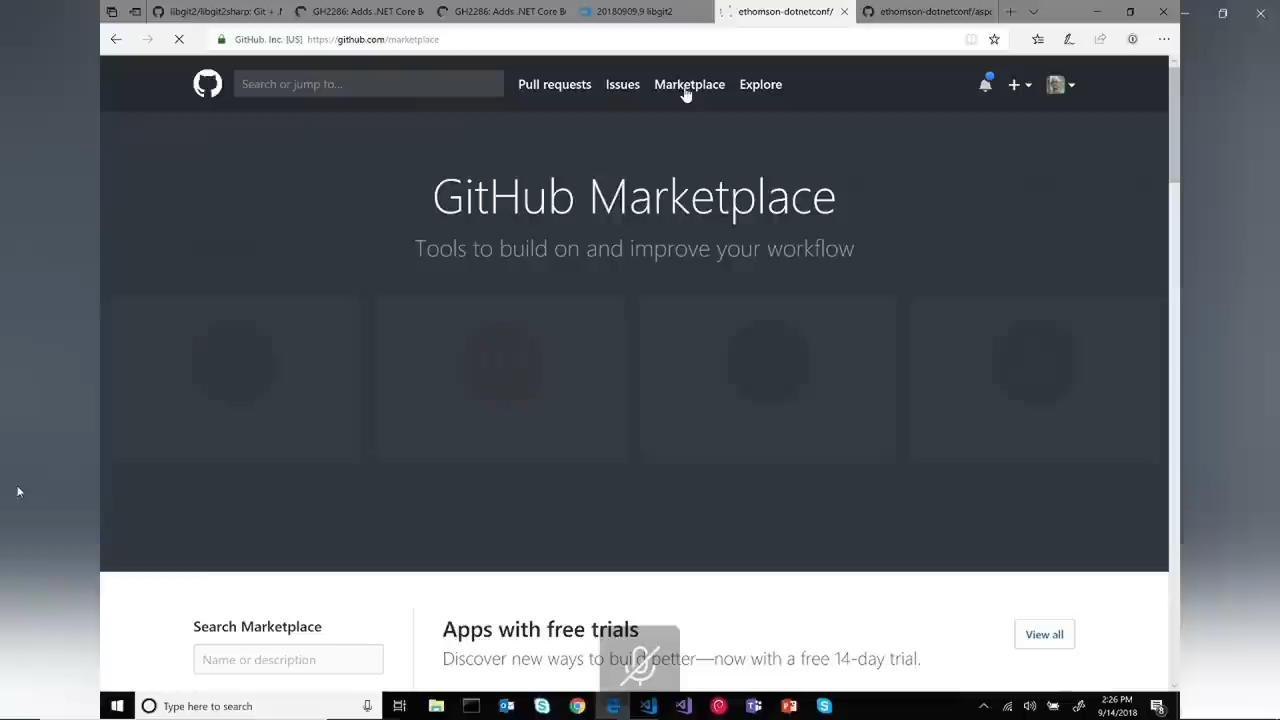 libgit2/libgit2sharp: Git + .N
GH2286: Adds .NET Core B
GH2286: Adds .NET Core B
20180909.9 libgit2
ethomson-dotnetconf/
ethomson-dotnetconf/aspc
GitHub, Inc. [US] https://github.com/marketplace
Search or jump to...
Pull requests
Issues
Marketplace
Explore
GitHub Marketplace
Tools to build on and improve your workflow
Search Marketplace
Name or description
Apps with free trials
View all
Discover new ways to build better—now with a free 14-day trial.
Type here to search
2:26 PM
9/14/2018
8